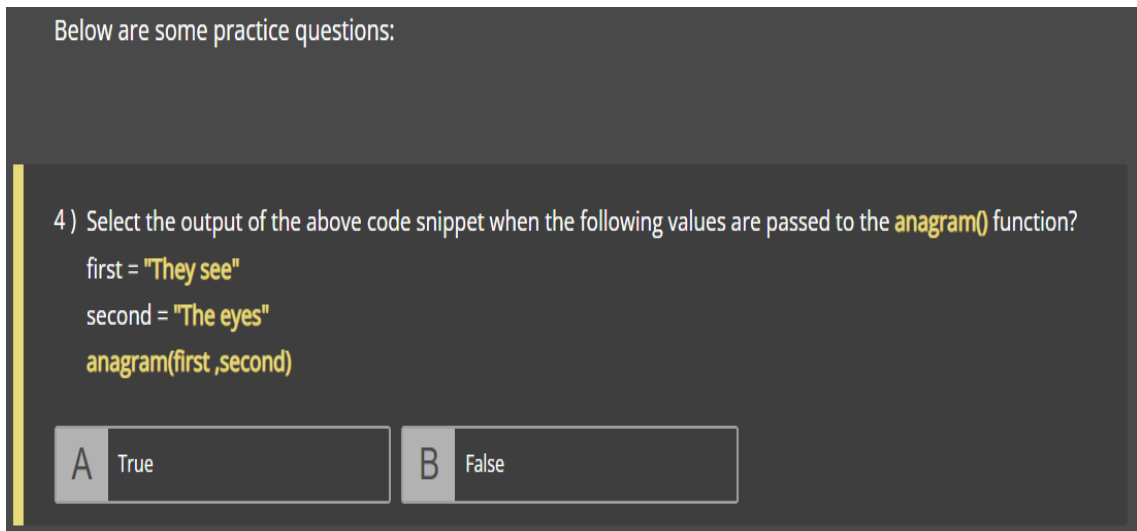 Below are some practice questions:
4 ) Select the output of the above code snippet when the following values are passed to the anagram() function?
first = "They see"
second = "The eyes"
anagram(first ,second)
A True
B False